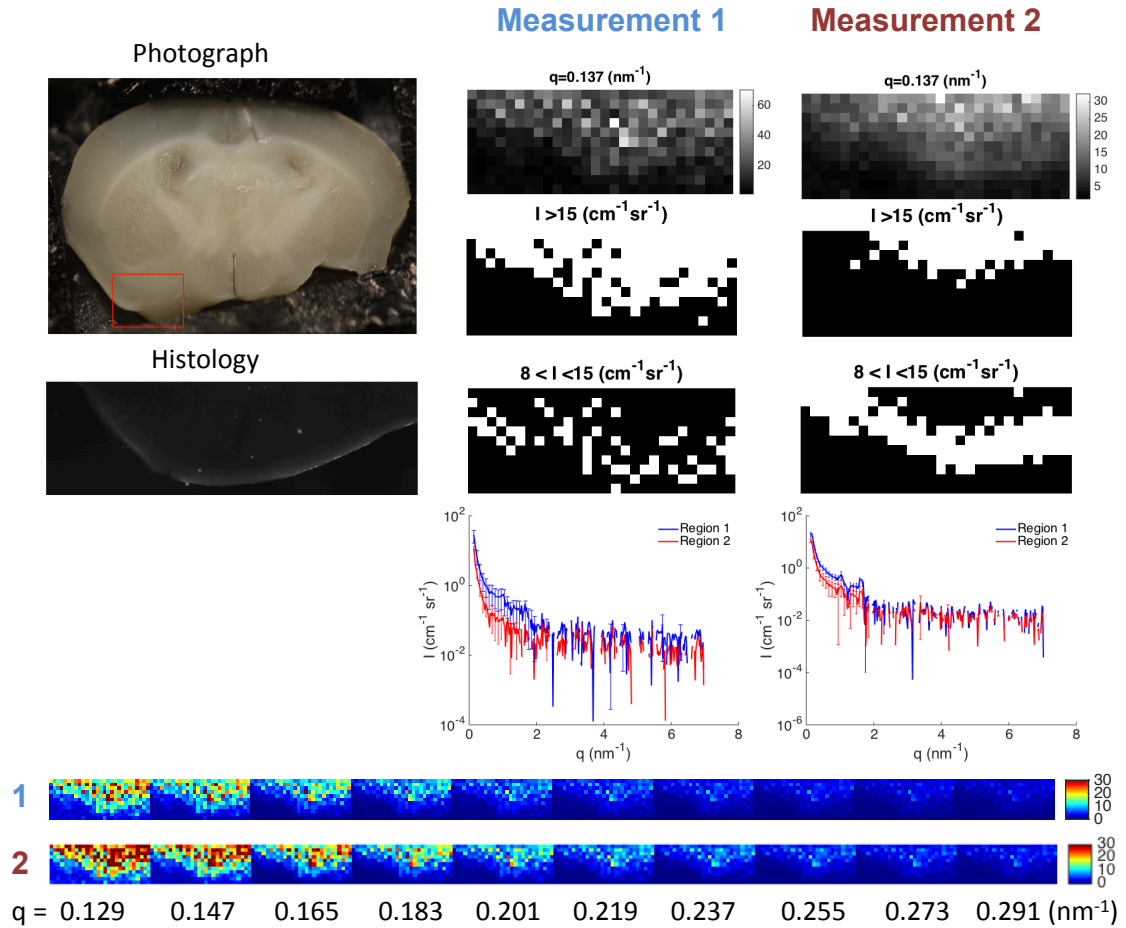 Measurement 1
Measurement 2
Photograph
q=0.137 (nm⁻¹)
60
40
20
q=0.137 (nm⁻¹)
30
25
20
15
10
5
I >15 (cm⁻¹sr⁻¹)
I >15 (cm⁻¹sr⁻¹)
Histology
8 < I <15 (cm⁻¹sr⁻¹)
8 < I <15 (cm⁻¹sr⁻¹)
10²
10⁰
10⁻²
10⁻⁴
I (cm⁻¹ sr⁻¹)
Region 1
Region 2
0 2 4 6 8
q (nm⁻¹)
10²
10⁰
10⁻²
10⁻⁴
10⁻⁶
I (cm⁻¹ sr⁻¹)
Region 1
Region 2
0 2 4 6 8
q (nm⁻¹)
1
30
20
10
0
2
30
20
10
0
q = 0.129 0.147 0.165 0.183 0.201 0.219 0.237 0.255 0.273 0.291 (nm⁻¹)